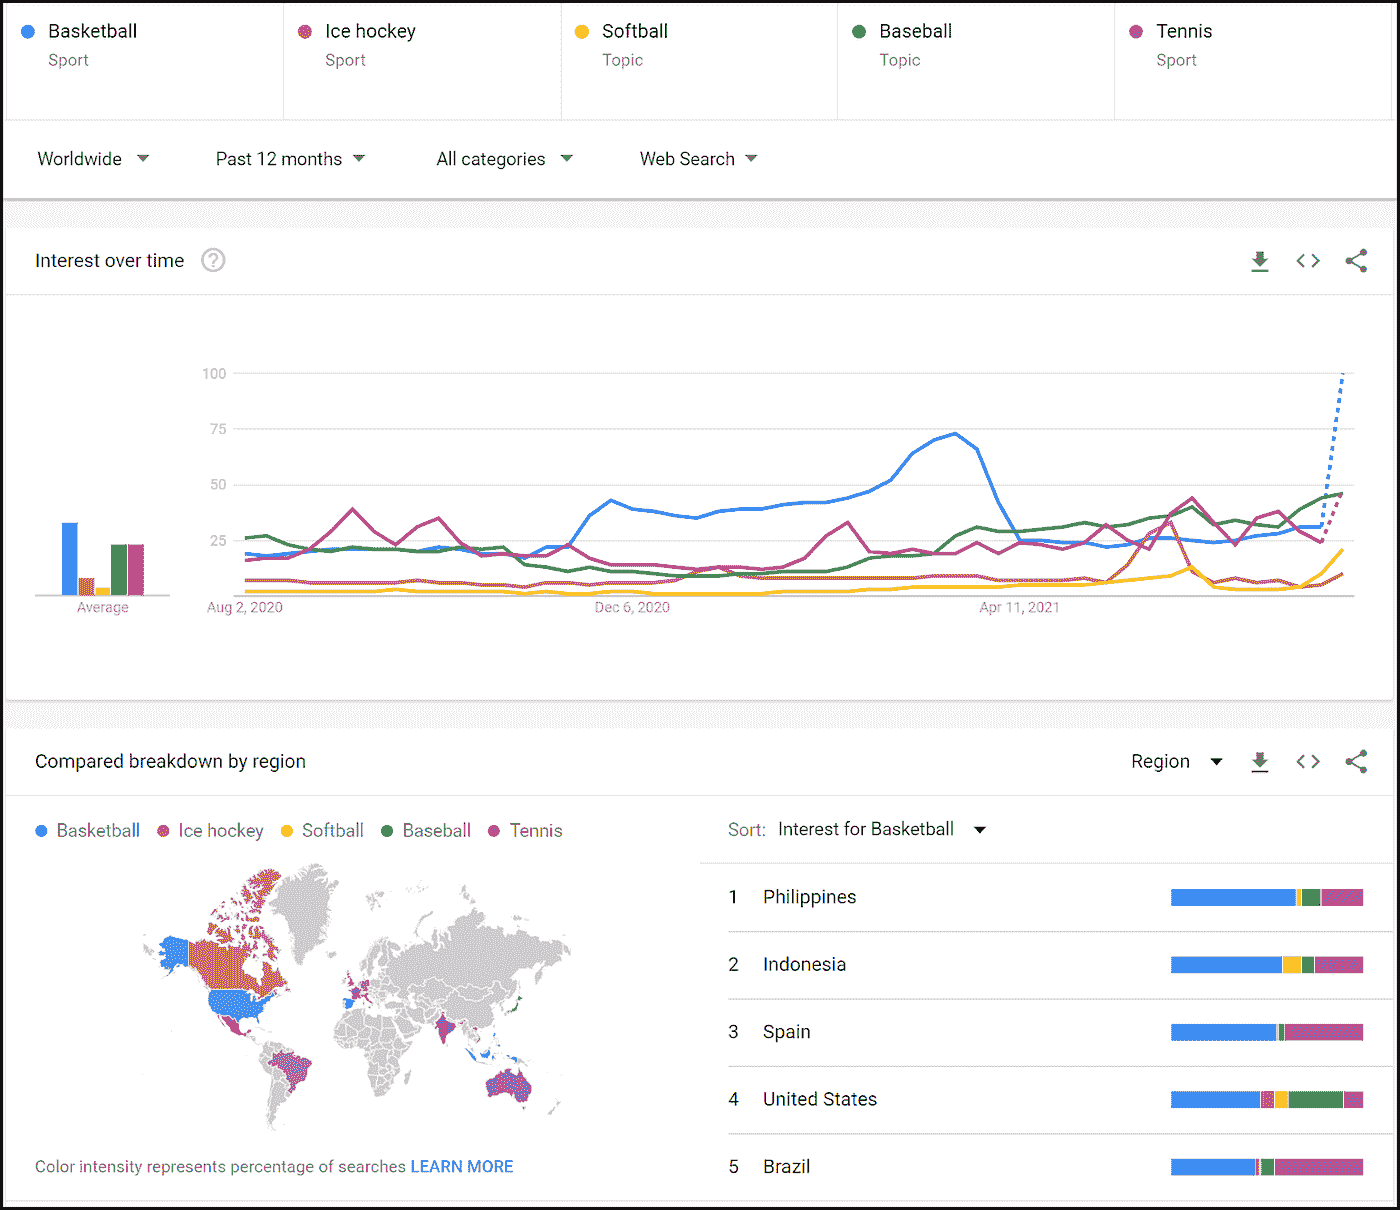 Basketball Ice hockey Softball Baseball Tennis
Sport Sport Topic Topic Sport
Worldwide Past 12 months All categories Web Search
Interest over time ?
100
75
50
25
Average Aug 2, 2020 Dec 6, 2020 Apr 11, 2021
Compared breakdown by region Region
Basketball Ice hockey Softball Baseball Tennis
Sort: Interest for Basketball
1 Philippines
2 Indonesia
3 Spain
4 United States
5 Brazil
Color intensity represents percentage of searches LEARN MORE